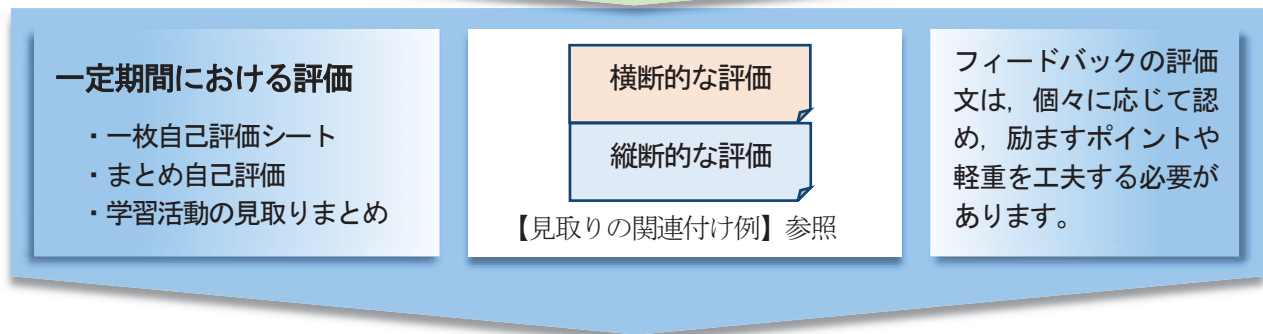 一定期間における評価
・一枚自己評価シート
・まとめ自己評価
・学習活動の見取りまとめ
横断的な評価
縦断的な評価
【見取りの関連付け例】参照
フィードバックの評価
文は，個々に応じて認
め，励ますポイントや
軽重を工夫する必要が
あります。